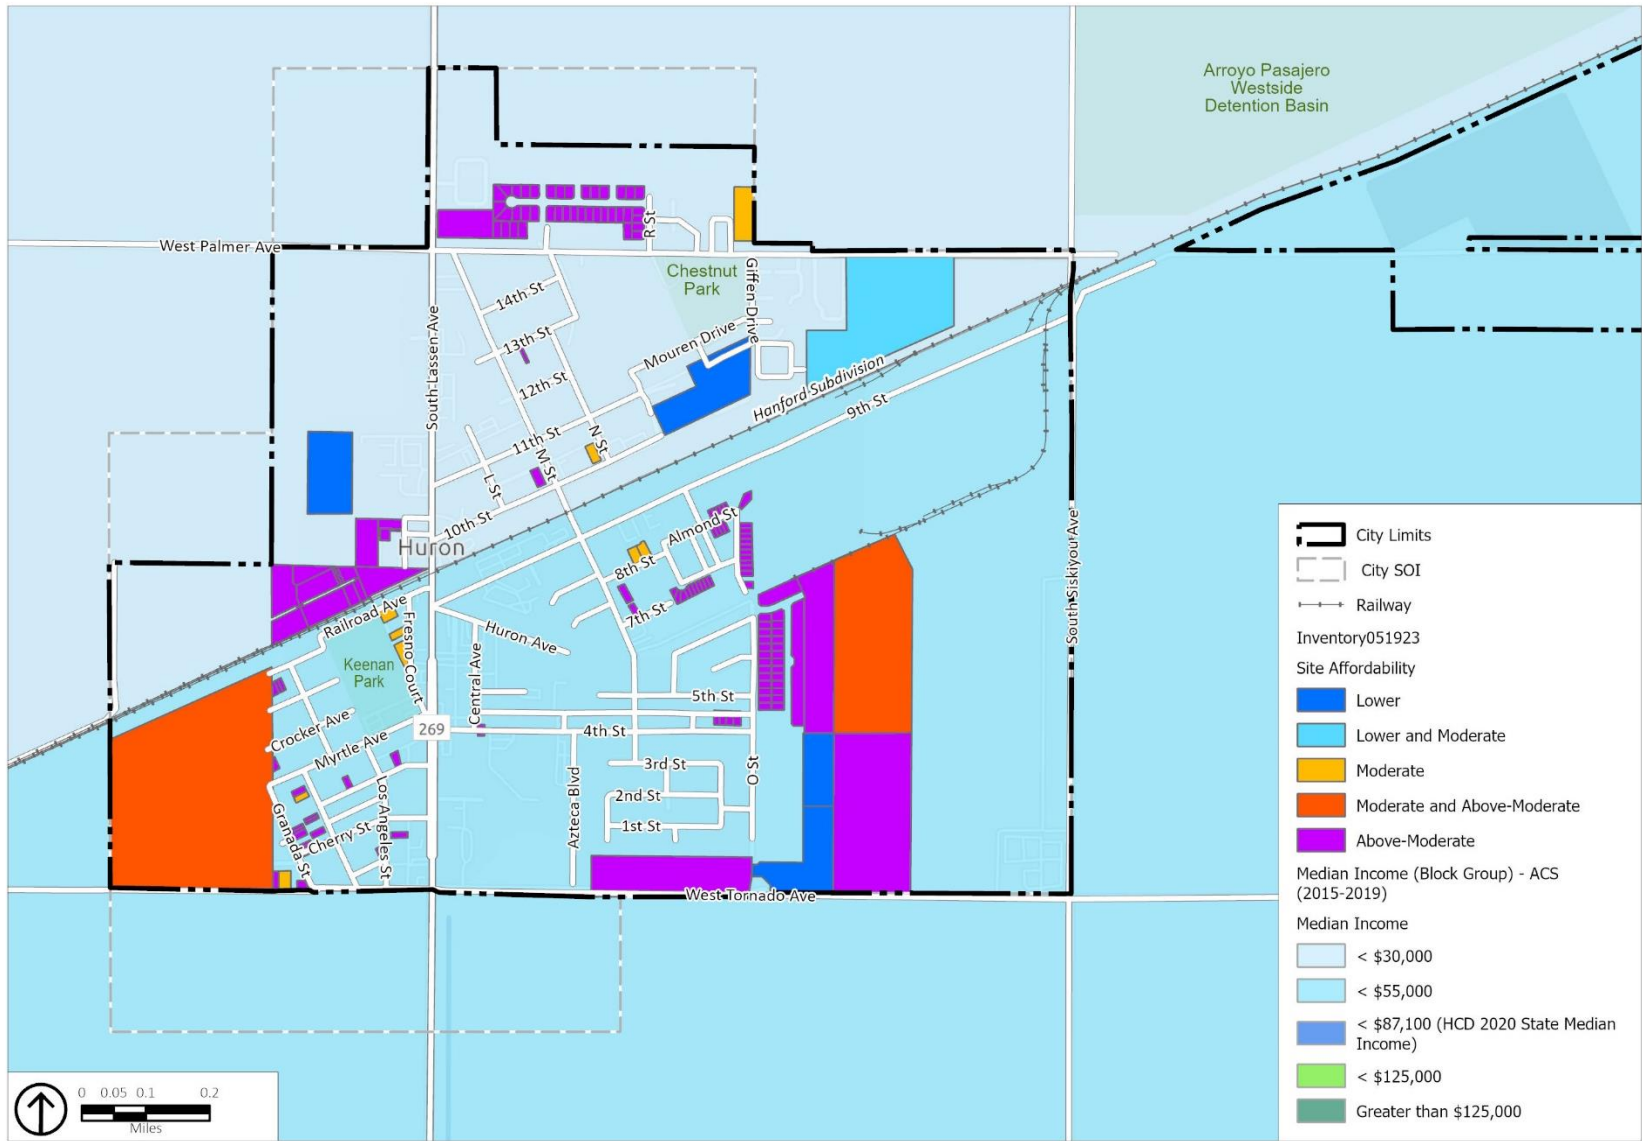 Arroyo Pasajero
Westside
Detention Basin
West Palmer Ave
R St
Chestnut
Park
Giffen Drive
14th St
13th St
12th St
Mouren Drive
South Lassen Ave
Hanford Subdivision
9th St
11th St
N St
M St
L St
10th St
Huron
Almond St
8th St
7th St
South Siskiyou Ave
Railroad Ave
Fresno Court
Huron Ave
Keenan
Park
Central Ave
5th St
269
4th St
Crocker Ave
Myrtle Ave
3rd St
O St
2nd St
1st St
Azteca Blvd
Los Angeles St
Granada St
Cherry St
West Tornado Ave
City Limits
City SOI
Railway
Inventory051923
Site Affordability
Lower
Lower and Moderate
Moderate
Moderate and Above-Moderate
Above-Moderate
Median Income (Block Group) - ACS
(2015-2019)
Median Income
< $30,000
< $55,000
< $87,100 (HCD 2020 State Median
Income)
< $125,000
Greater than $125,000
0 0.05 0.1 0.2
Miles